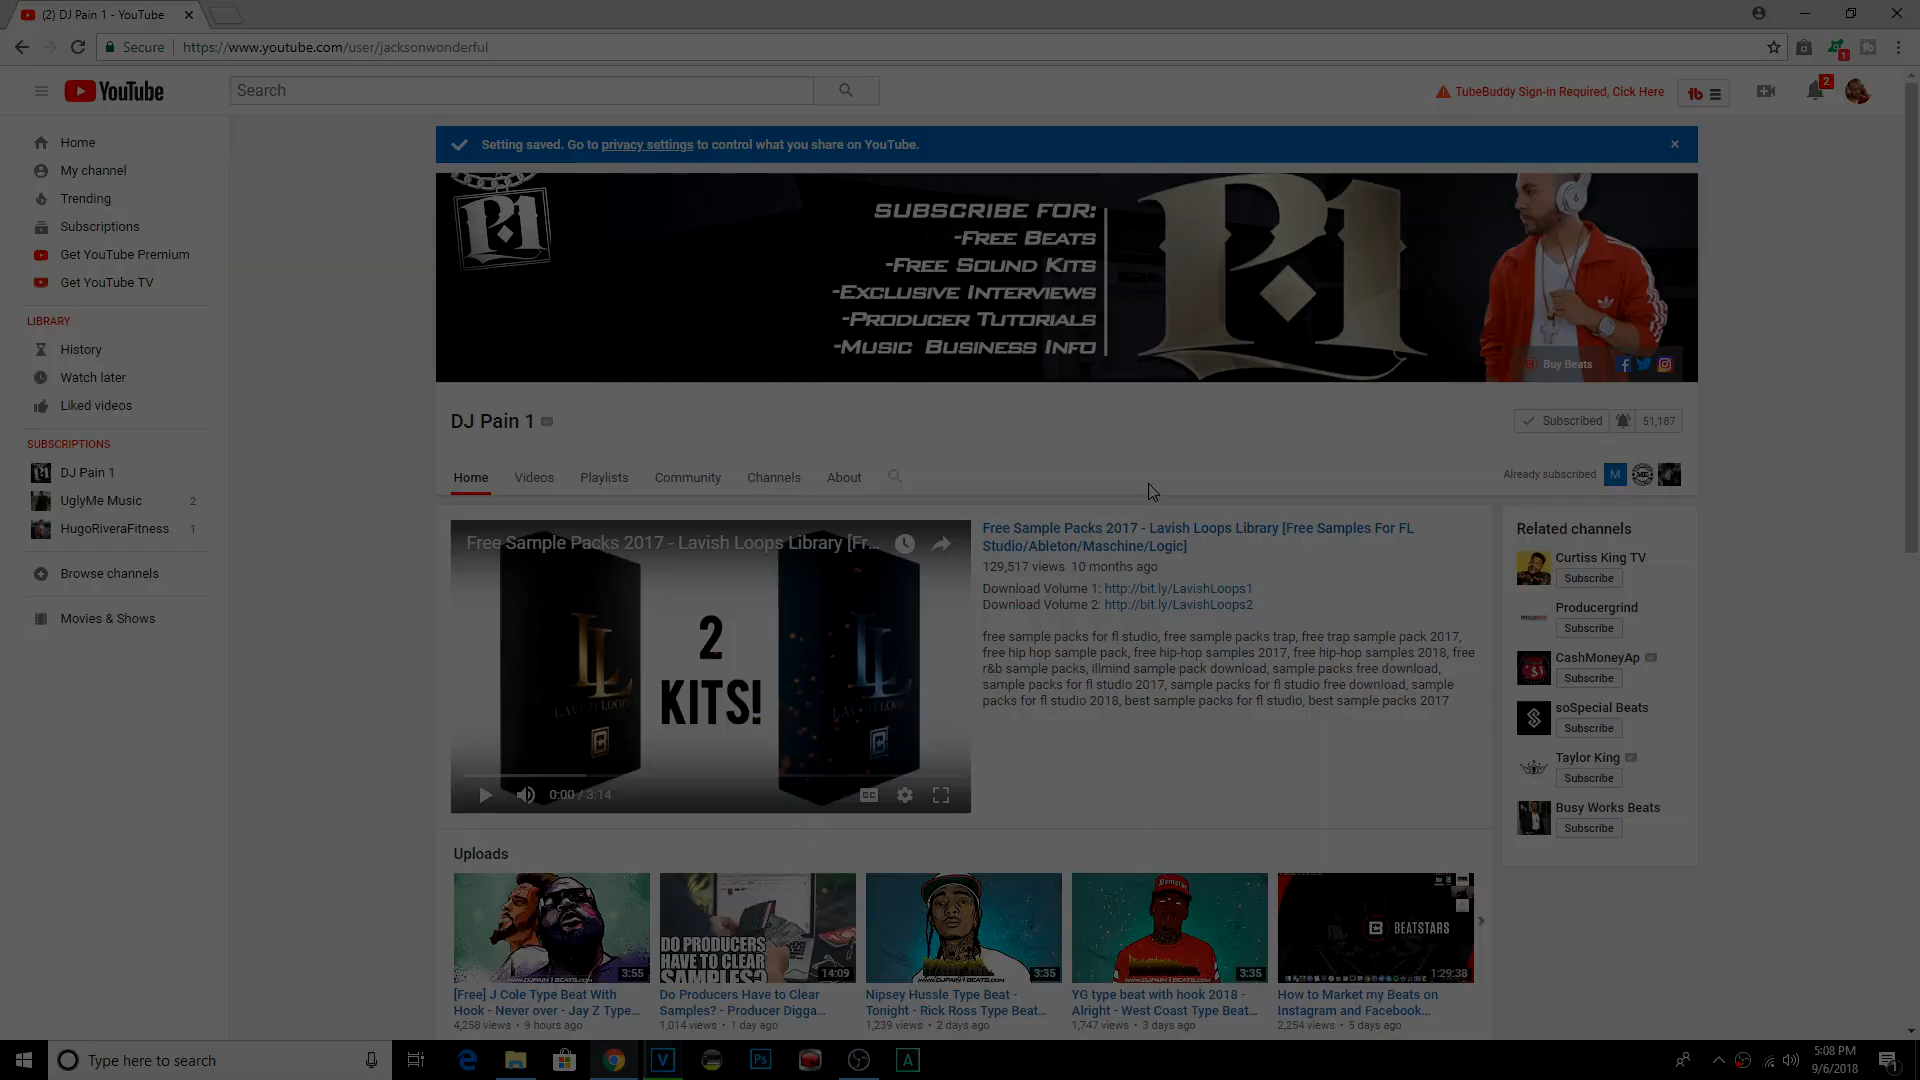 (2) DJ Pain 1 - YouTube
Secure
https://www.youtube.com/user/jacksonwonderful
YouTube
Search
TubeBuddy Sign-in Required, Cick Here
2
Home
My channel
Trending
Subscriptions
Get YouTube Premium
Get YouTube TV
LIBRARY
History
Watch later
Liked videos
SUBSCRIPTIONS
DJ Pain 1
UglyMe Music 2
HugoRiveraFitness 1
Browse channels
Movies & Shows
Setting saved. Go to privacy settings to control what you share on YouTube.
P1
SUBSCRIBE FOR:
-FREE BEATS
-FREE SOUND KITS
-EXCLUSIVE INTERVIEWS
-PRODUCER TUTORIALS
-MUSIC BUSINESS INFO
P1
Buy Beats
DJ Pain 1
Subscribed 51,187
Home Videos Playlists Community Channels About
Already subscribed
M
Free Sample Packs 2017 - Lavish Loops Library [Fr...
2
KITS!
0:00 / 3:14
Free Sample Packs 2017 - Lavish Loops Library [Free Samples For FL
Studio/Ableton/Maschine/Logic]
129,517 views 10 months ago
Download Volume 1: http://bit.ly/LavishLoops1
Download Volume 2: http://bit.ly/LavishLoops2
free sample packs for fl studio, free sample packs trap, free trap sample pack 2017,
free hip hop sample pack, free hip-hop samples 2017, free hip-hop samples 2018, free
r&b sample packs, illmind sample pack download, sample packs free download,
sample packs for fl studio 2017, sample packs for fl studio free download, sample
packs for fl studio 2018, best sample packs for fl studio, best sample packs 2017
Related channels
Curtiss King TV
Subscribe
Producergrind
Subscribe
CashMoneyAp
Subscribe
soSpecial Beats
Subscribe
Taylor King
Subscribe
Busy Works Beats
Subscribe
Uploads
WWW.DJPAIN1BEATS.COM
3:55
DO PRODUCERS
HAVE TO CLEAR
SAMPLES?
14:09
3:35
3:35
BEATSTARS
1:29:38
[Free] J Cole Type Beat With
Hook - Never over - Jay Z Type...
4,258 views • 9 hours ago
Do Producers Have to Clear
Samples? - Producer Digga...
1,014 views • 1 day ago
Nipsey Hussle Type Beat -
Tonight - Rick Ross Type Beat...
1,239 views • 2 days ago
YG type beat with hook 2018 -
Alright - West Coast Type Beat...
1,747 views • 3 days ago
How to Market my Beats on
Instagram and Facebook...
2,254 views • 5 days ago
Type here to search
5:08 PM
9/6/2018